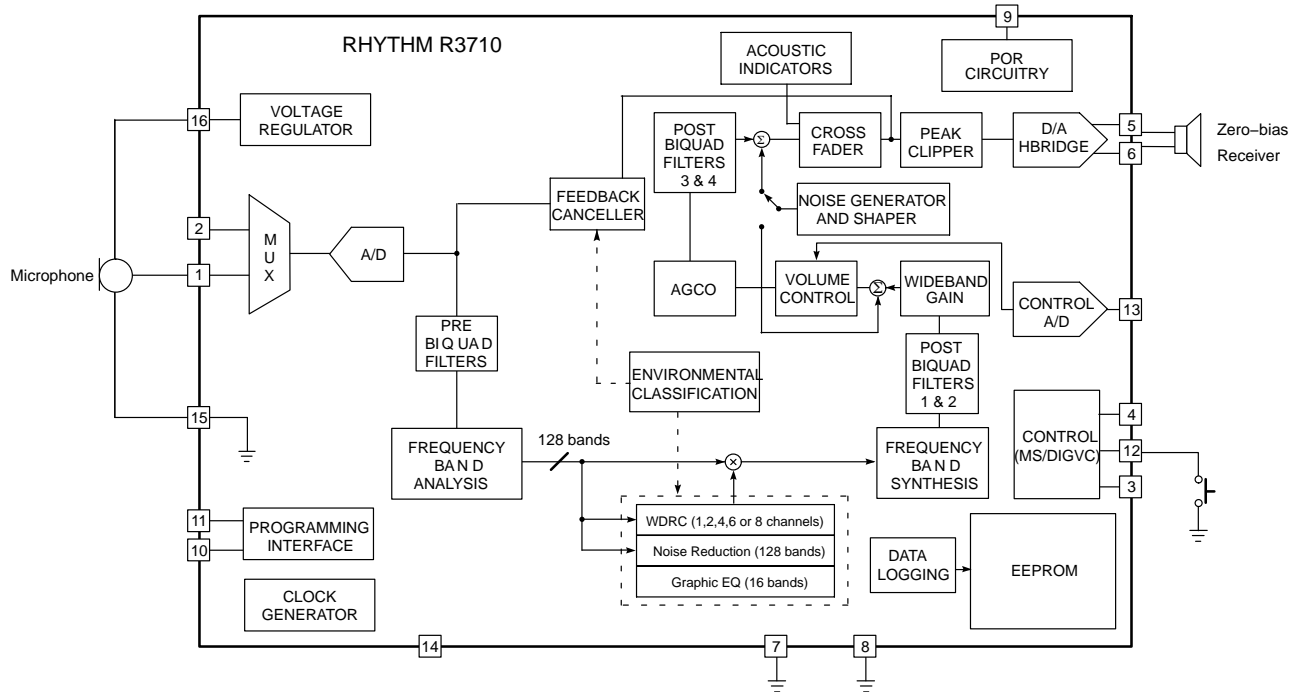 9
RHYTHM R3710
ACOUSTIC
INDICATORS
POR
CIRCUITRY
16
VOLTAGE
REGULATOR
POST
BIQUAD
FILTERS
3 & 4
Σ
CROSS
FADER
PEAK
CLIPPER
D/A
HBRIDGE
5
6
Zero−bias
Receiver
FEEDBACK
CANCELLER
NOISE GENERATOR
AND SHAPER
2
1
Microphone
M
U
X
A/D
AGCO
VOLUME
CONTROL
Σ
WIDEBAND
GAIN
CONTROL
A/D
13
PRE
BIQUAD
FILTERS
ENVIRONMENTAL
CLASSIFICATION
POST
BIQUAD
FILTERS
1 & 2
15
FREQUENCY
BAND
ANALYSIS
128 bands
×
FREQUENCY
BAND
SYNTHESIS
CONTROL
(MS/DIGVC)
4
12
3
WDRC (1,2,4,6 or 8 channels)
Noise Reduction (128 bands)
Graphic EQ (16 bands)
11
10
PROGRAMMING
INTERFACE
DATA
LOGGING
EEPROM
CLOCK
GENERATOR
14
7
8